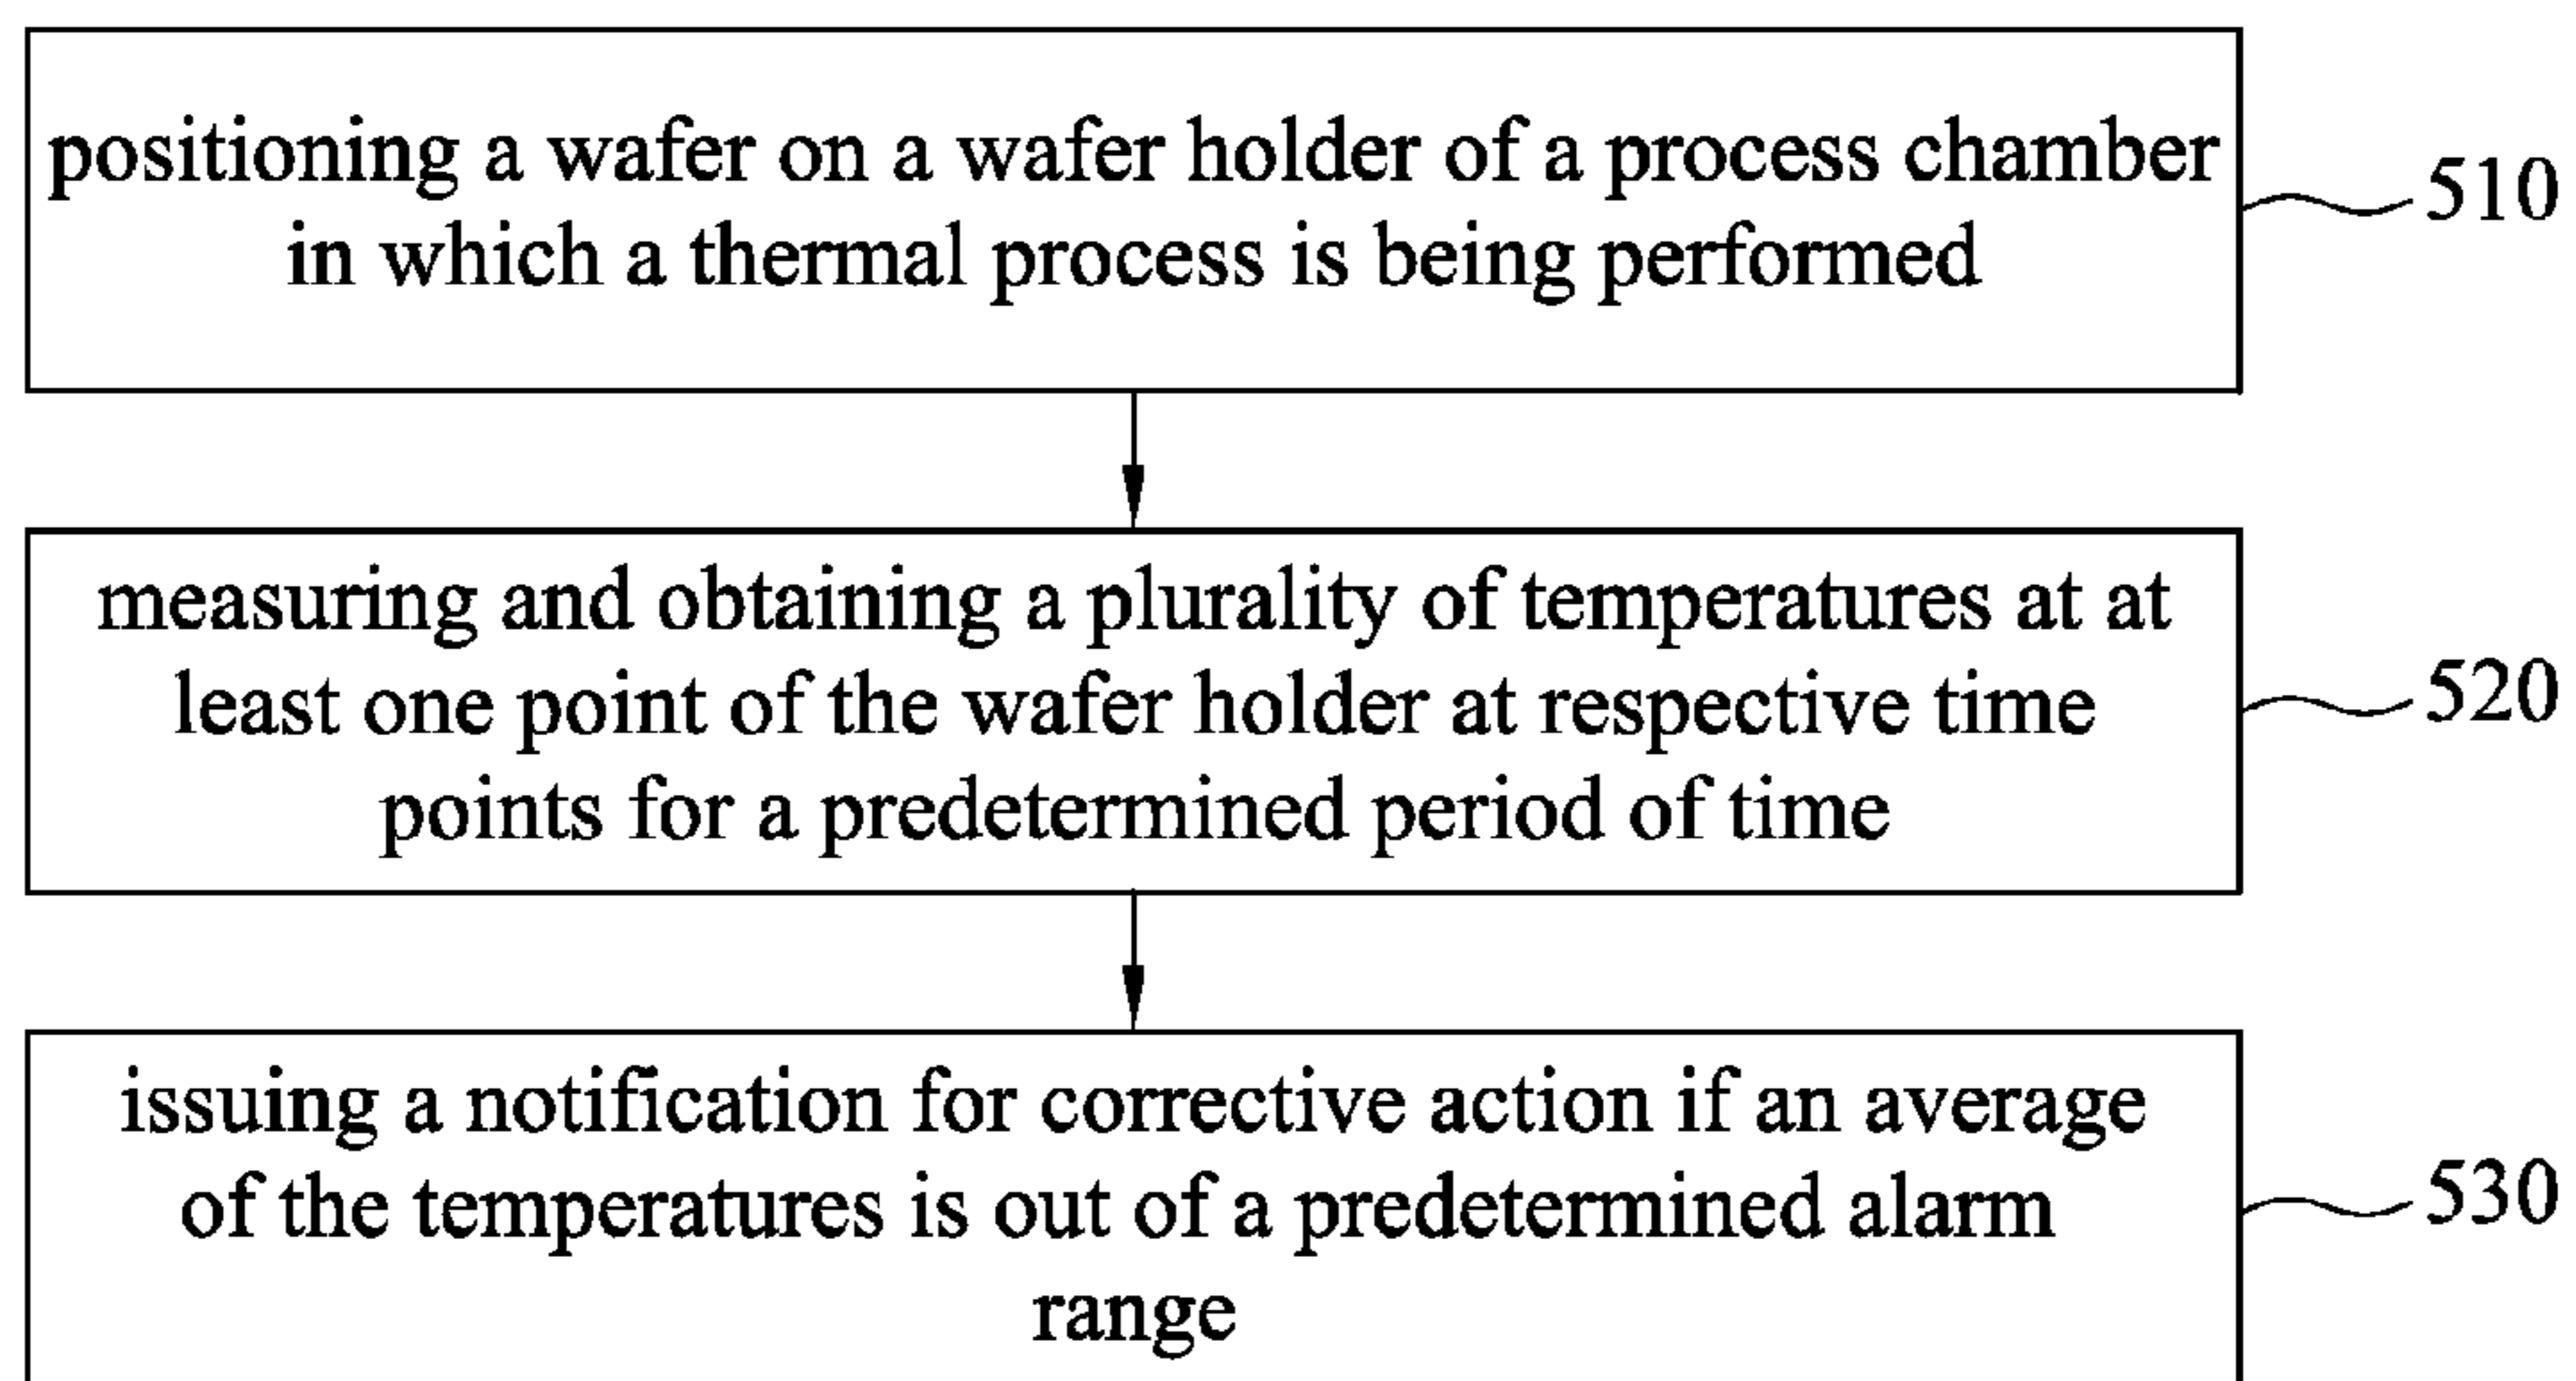 positioning a wafer on a wafer holder of a process chamber
in which a thermal process is being performed
510
measuring and obtaining a plurality of temperatures at at
least one point of the wafer holder at respective time
points for a predetermined period of time
520
issuing a notification for corrective action if an average
of the temperatures is out of a predetermined alarm
range
530